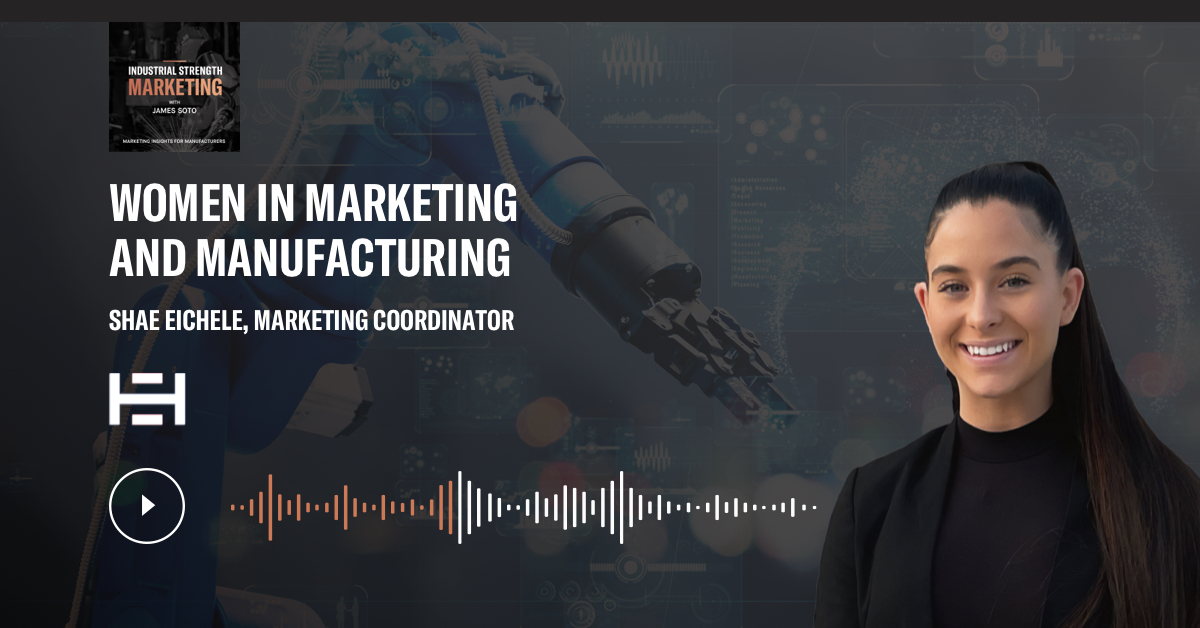 INDUSTRIAL STRENGTH
MARKETING
WITH
JAMES SOTO
MARKETING INSIGHTS FOR MANUFACTURERS
WOMEN IN MARKETING
AND MANUFACTURING
SHAE EICHELE, MARKETING COORDINATOR